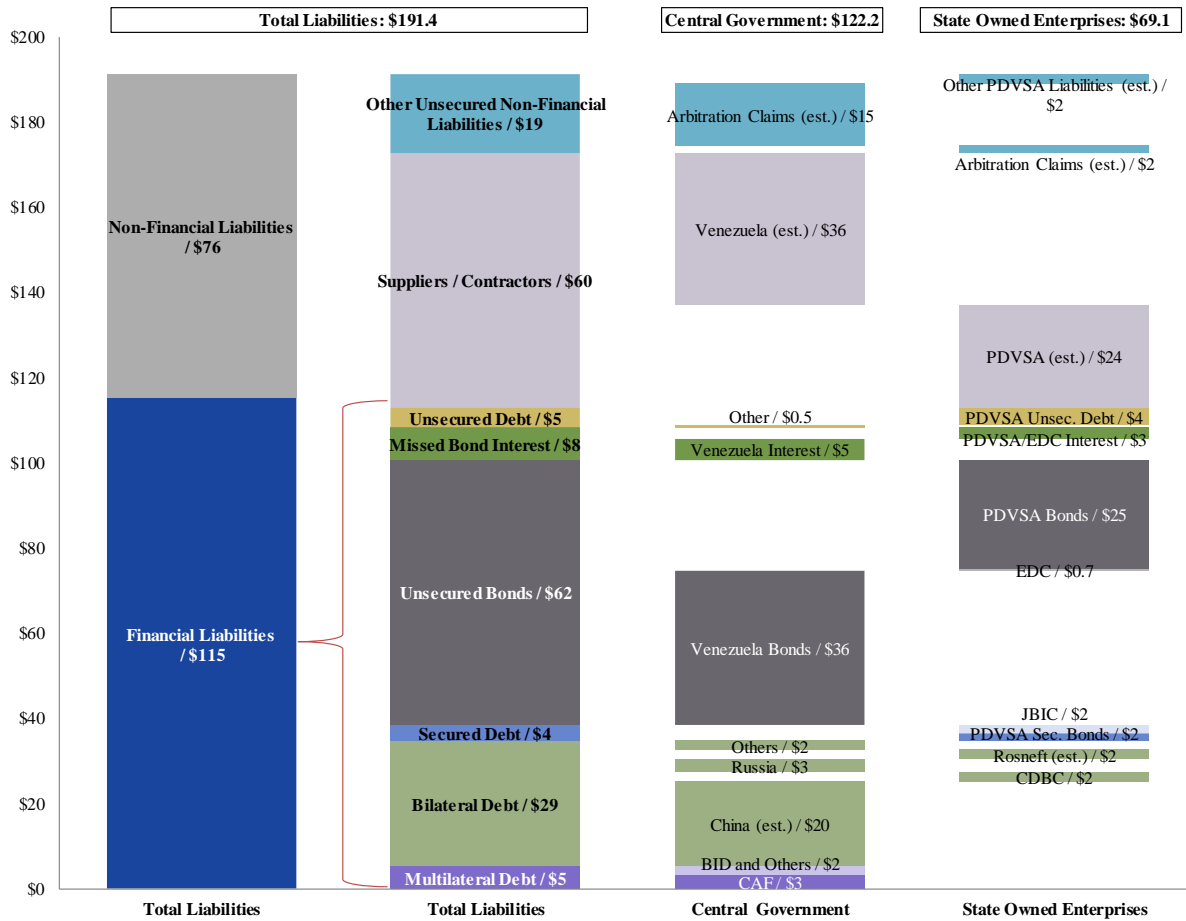 Total Liabilities: $191.4
Central Government: $122.2
State Owned Enterprises: $69.1
$200
$180
$160
$140
$120
$100
$80
$60
$40
$20
$0
Non-Financial Liabilities
/ $76
Financial Liabilities
/ $115
Total Liabilities
Other Unsecured Non-Financial
Liabilities / $19
Suppliers / Contractors / $60
Unsecured Debt / $5
Missed Bond Interest / $8
Unsecured Bonds / $62
Secured Debt / $4
Bilateral Debt / $29
Multilateral Debt / $5
Total Liabilities
Arbitration Claims (est.) / $15
Venezuela (est.) / $36
Other / $0.5
Venezuela Interest / $5
Venezuela Bonds / $36
Others / $2
Russia / $3
China (est.) / $20
BID and Others / $2
CAF / $3
Central Government
Other PDVSA Liabilities (est.) /
$2
Arbitration Claims (est.) / $2
PDVSA (est.) / $24
PDVSA Unsec. Debt / $4
PDVSA/EDC Interest / $3
PDVSA Bonds / $25
EDC / $0.7
JBIC / $2
PDVSA Sec. Bonds / $2
Rosneft (est.) / $2
CDBC / $2
State Owned Enterprises